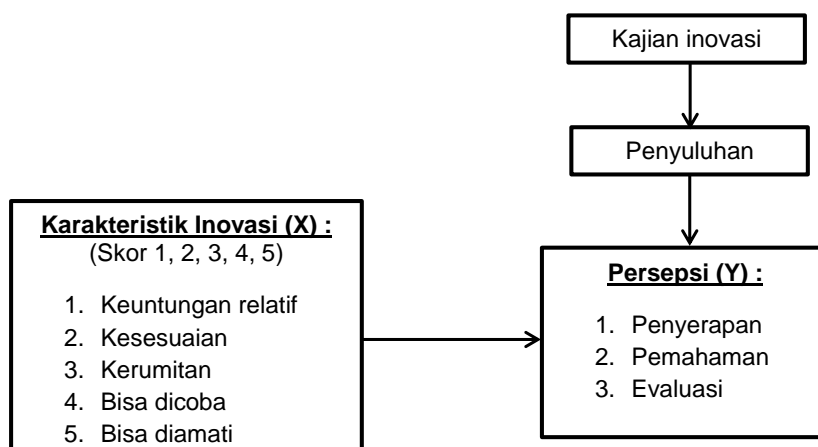 Kajian inovasi
Penyuluhan
Karakteristik Inovasi (X) :
(Skor 1, 2, 3, 4, 5)
1. Keuntungan relatif
2. Kesesuaian
3. Kerumitan
4. Bisa dicoba
5. Bisa diamati
Persepsi (Y) :
1. Penyerapan
2. Pemahaman
3. Evaluasi